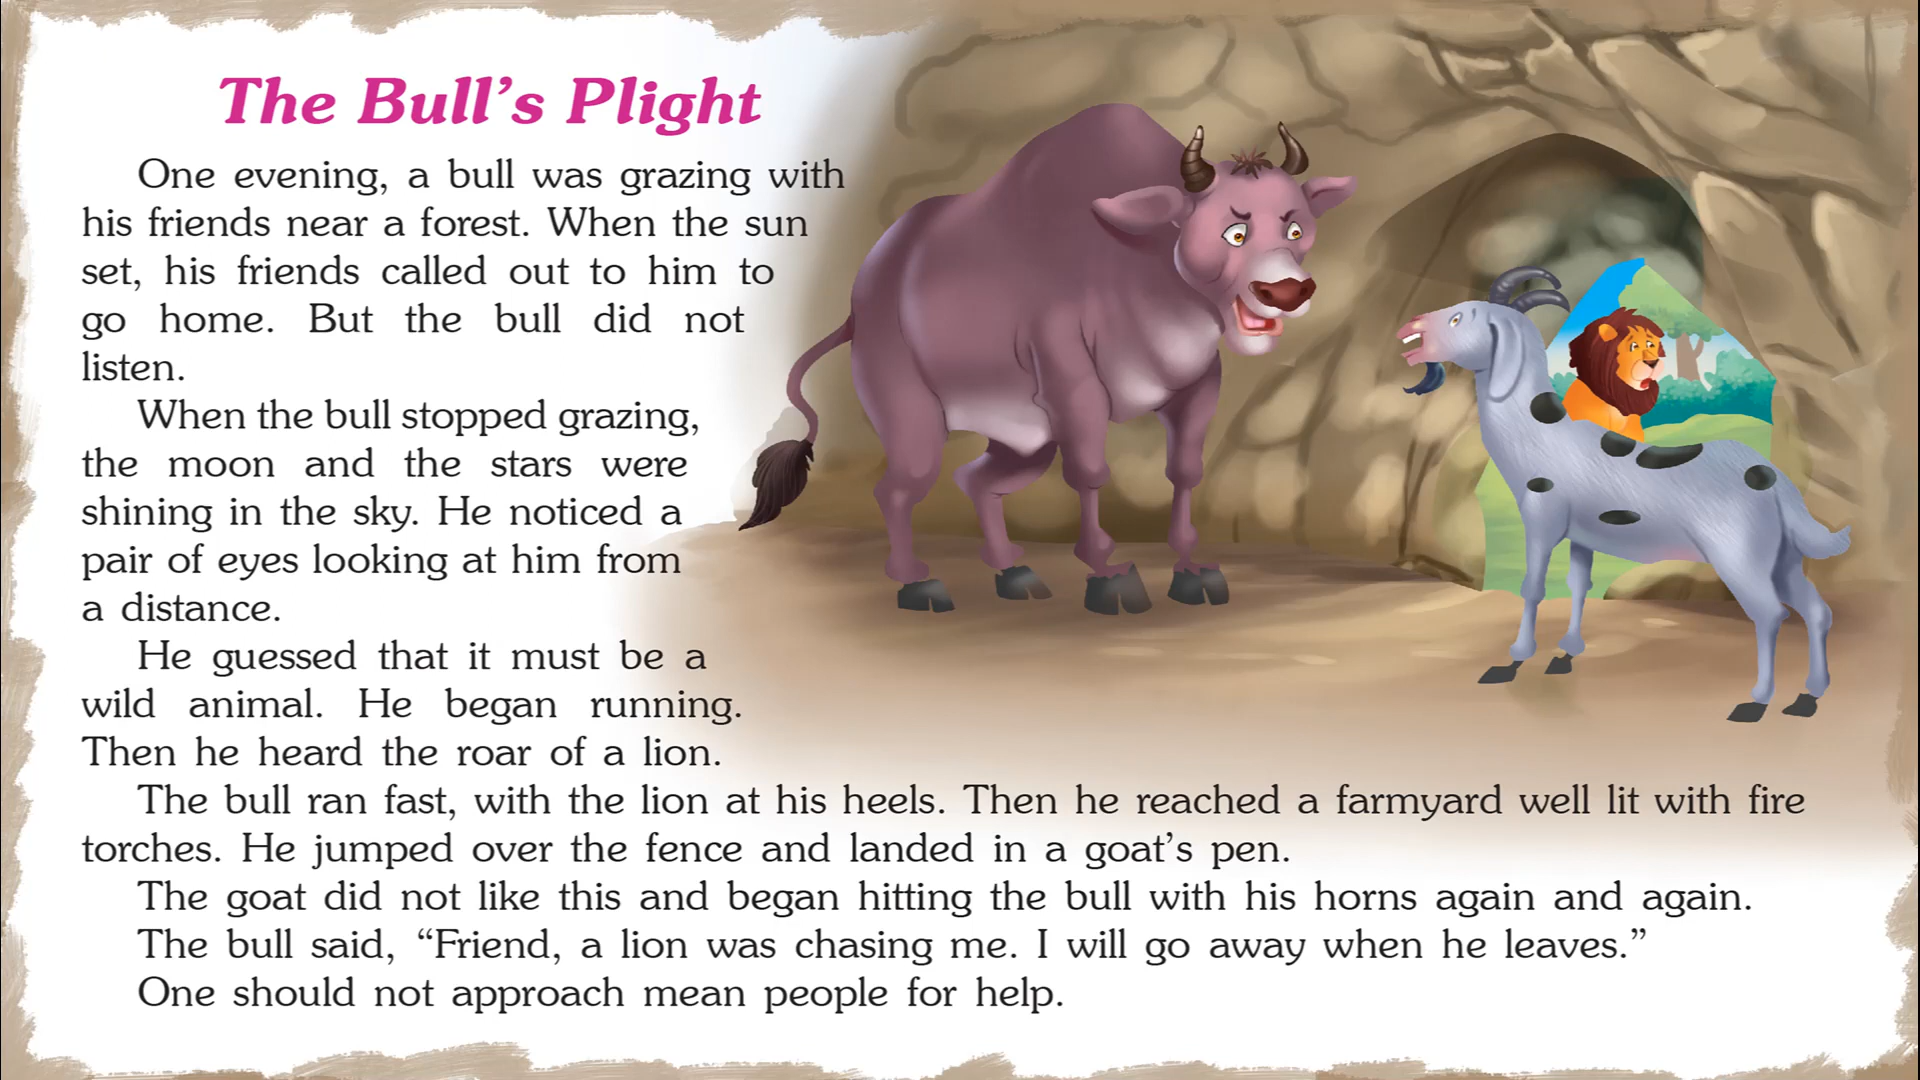 The Bull's Plight
One evening, a bull was grazing with
his friends near a forest. When the sun
set, his friends called out to him to
go home. But the bull did not
listen.
When the bull stopped grazing,
the moon and the stars were
shining in the sky. He noticed a
pair of eyes looking at him from
a distance.
He guessed that it must be a
wild animal. He began running.
Then he heard the roar of a lion.
The bull ran fast, with the lion at his heels. Then he reached a farmyard well lit with fire
torches. He jumped over the fence and landed in a goat's pen.
The goat did not like this and began hitting the bull with his horns again and again.
The bull said, “Friend, a lion was chasing me. I will go away when he leaves.”
One should not approach mean people for help.